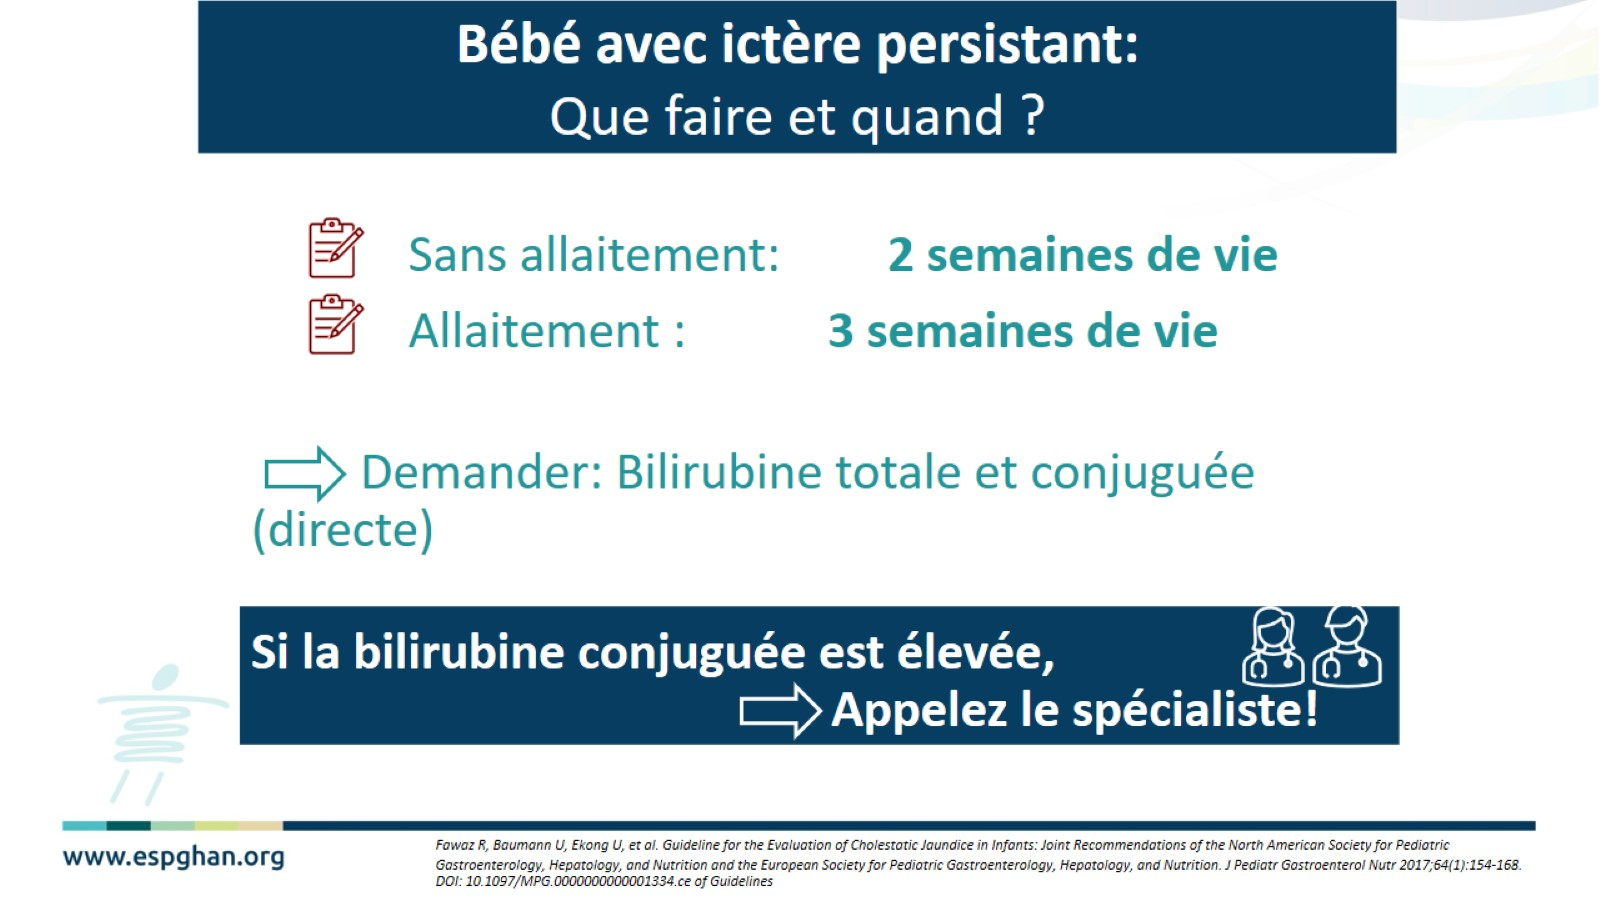 Bébé avec ictère persistant:
Que faire et quand ?
Sans allaitement: 2 semaines de vie
Allaitement : 3 semaines de vie
Demander: Bilirubine totale et conjuguée
(directe)
Si la bilirubine conjuguée est élevée,
Appelez le spécialiste!
www.espghan.org
Fawaz R, Baumann U, Ekong U, et al. Guideline for the Evaluation of Cholestatic Jaundice in Infants: Joint Recommendations of the North American Society for Pediatric
Gastroenterology, Hepatology, and Nutrition and the European Society for Pediatric Gastroenterology, Hepatology, and Nutrition. J Pediatr Gastroenterol Nutr 2017;64(1):154-168.
DOI: 10.1097/MPG.0000000000001334.ce of Guidelines